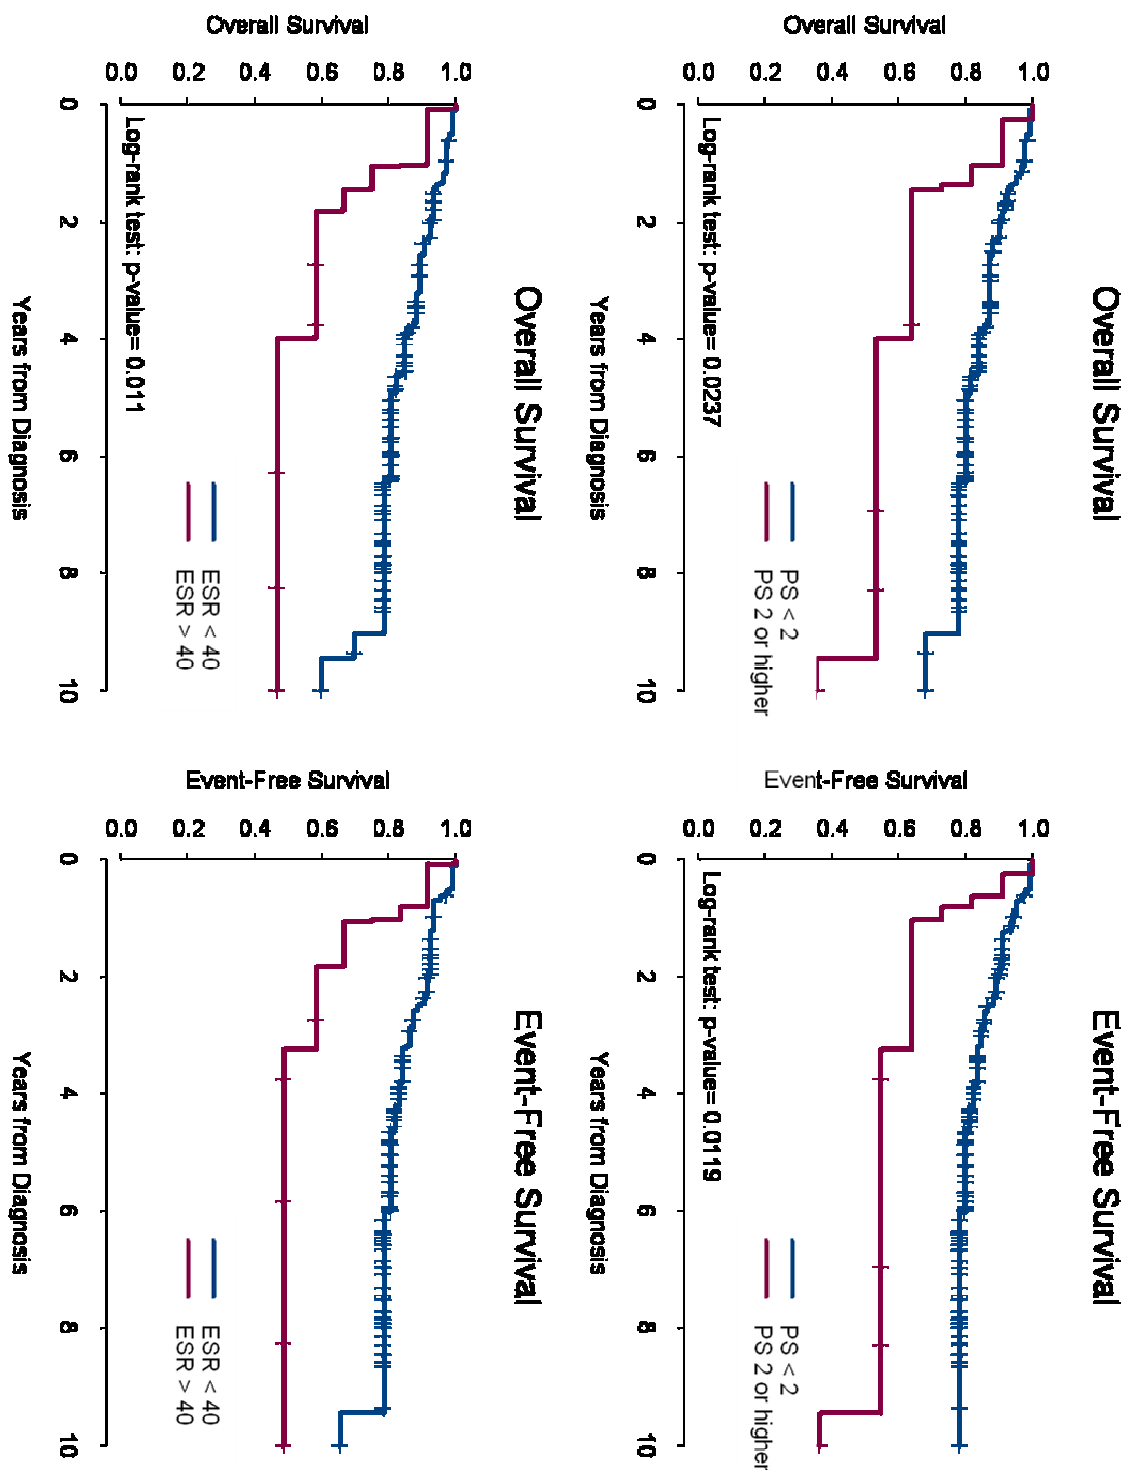 Overall Survival
Overall Survival
1.0
0.8
0.6
0.4
0.2
0.0
PS < 2
PS 2 or higher
Log-rank test: p-value= 0.0237
0 2 4 6 8 10
Years from Diagnosis
Event-Free Survival
Event-Free Survival
1.0
0.8
0.6
0.4
0.2
0.0
PS < 2
PS 2 or higher
Log-rank test: p-value= 0.0119
0 2 4 6 8 10
Years from Diagnosis
Overall Survival
Overall Survival
1.0
0.8
0.6
0.4
0.2
0.0
ESR < 40
ESR > 40
Log-rank test: p-value= 0.011
0 2 4 6 8 10
Years from Diagnosis
Event-Free Survival
Event-Free Survival
1.0
0.8
0.6
0.4
0.2
0.0
ESR < 40
ESR > 40
0 2 4 6 8 10
Years from Diagnosis